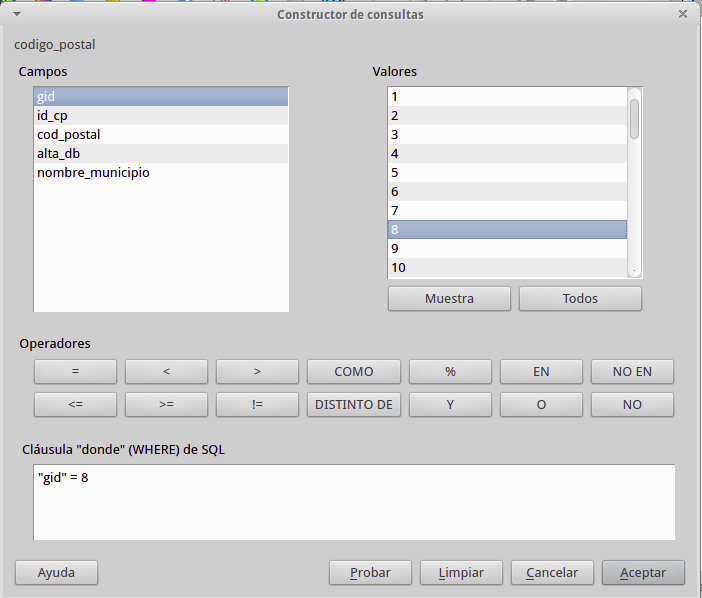 Constructor de consultas
codigo_postal
Campos
Valores
gid
id_cp
cod_postal
alta_db
nombre_municipio
1
2
3
4
5
6
7
8
9
10
Muestra
Todos
Operadores
= < > COMO % EN NO EN
<= >= != DISTINTO DE Y O NO
Cláusula "donde" (WHERE) de SQL
"gid" = 8
Ayuda Probar Limpiar Cancelar Aceptar